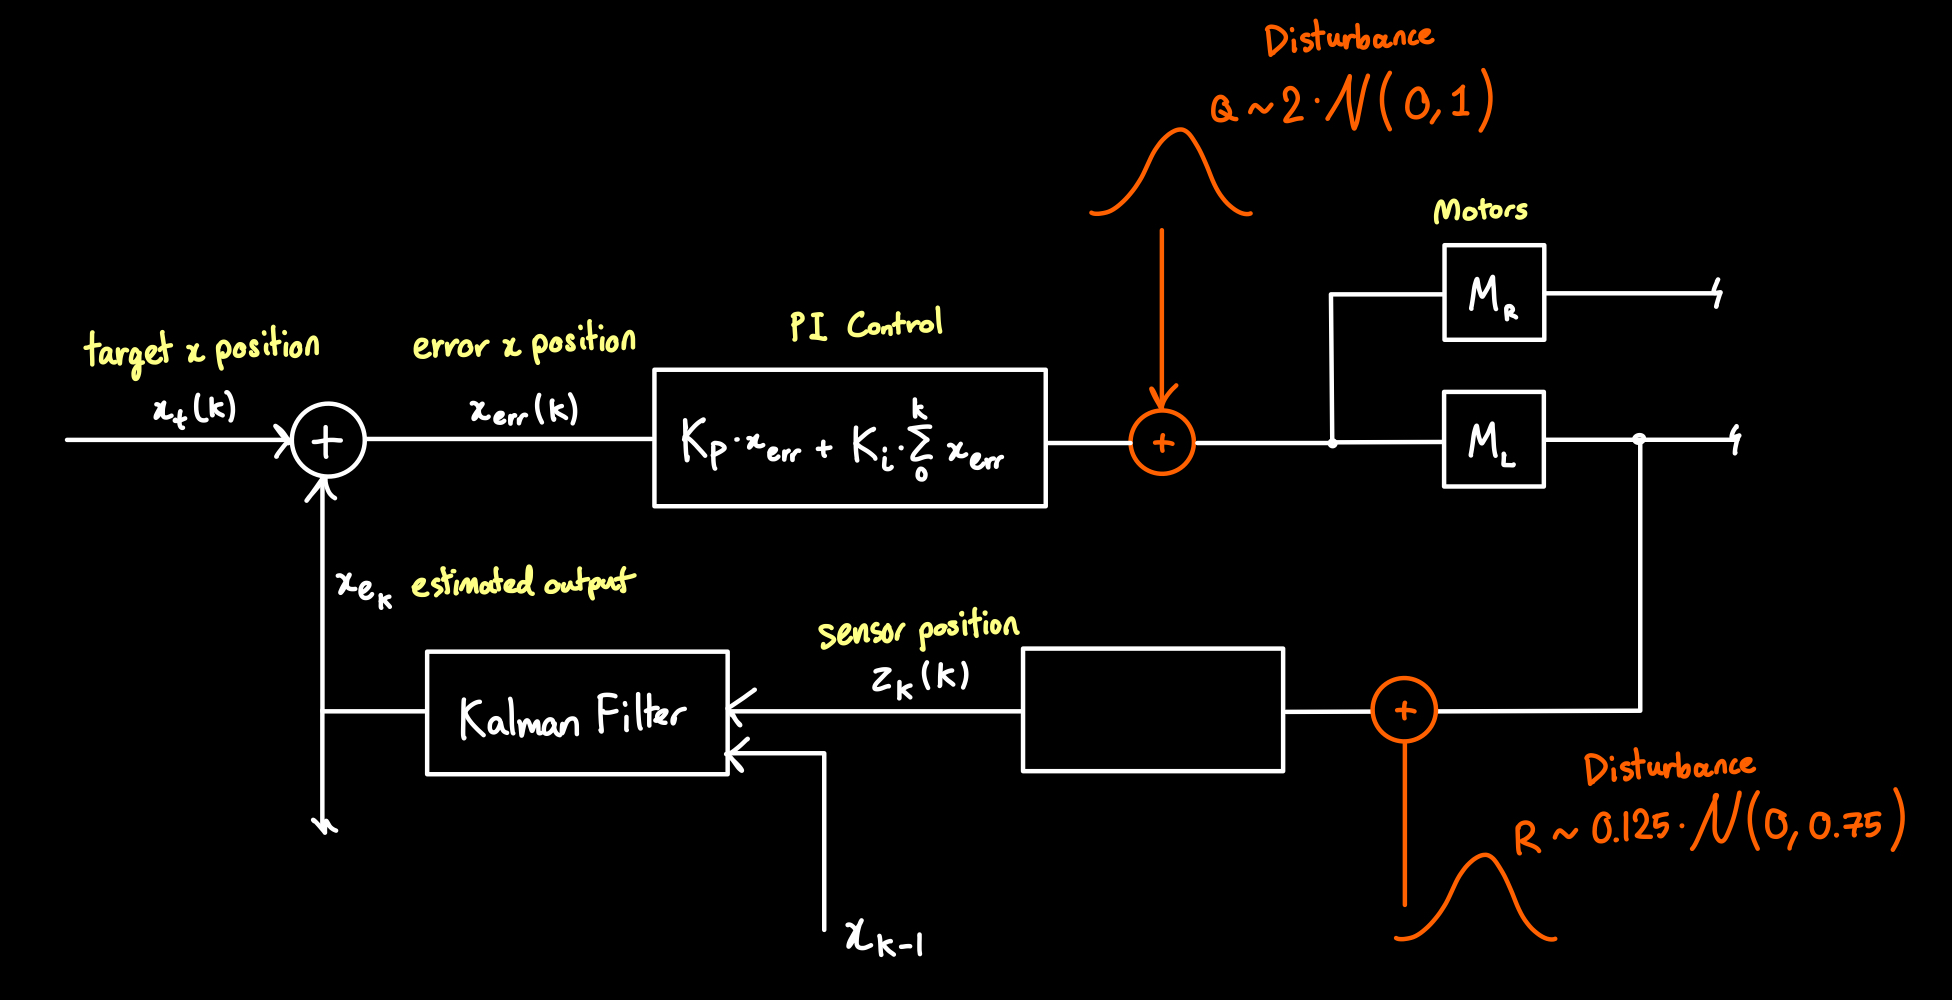 Disturbance
Q ~ 2 · N(0, 1)
Motors
M_R
target x position
x_t(k)
+
error x position
x_err(k)
PI Control
K_p · x_err + K_i · Σ_0^k x_err
+
M_L
x_e_k estimated output
sensor position
z_k(k)
Kalman Filter
+
Disturbance
R ~ 0.125 · N(0, 0.75)
x_k-1